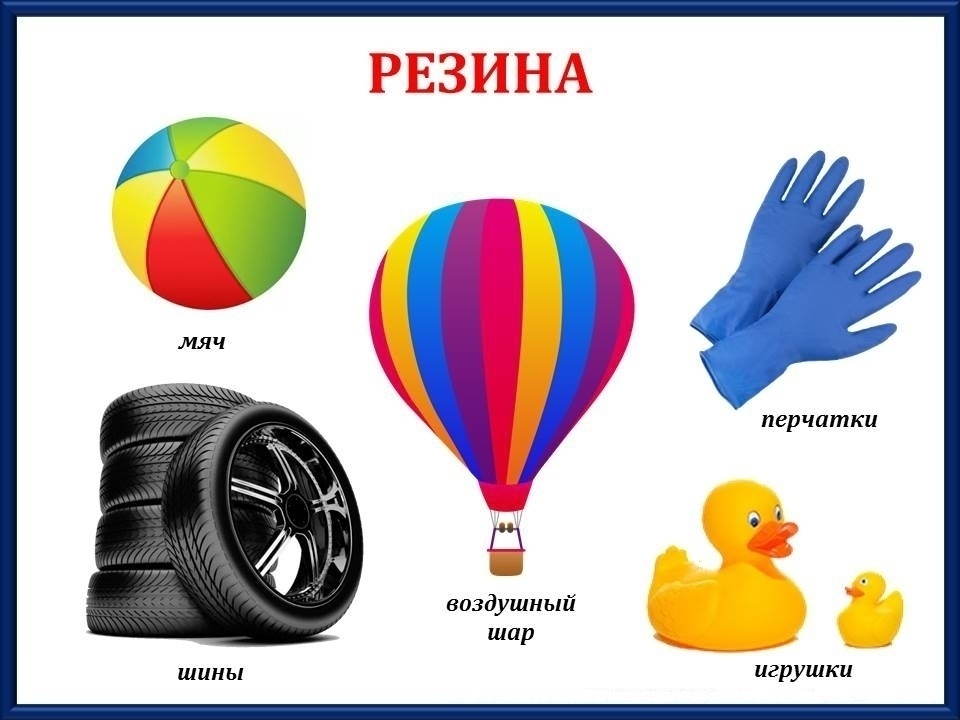 РЕЗИНА
мяч
перчатки
воздушный
шар
шины
игрушки